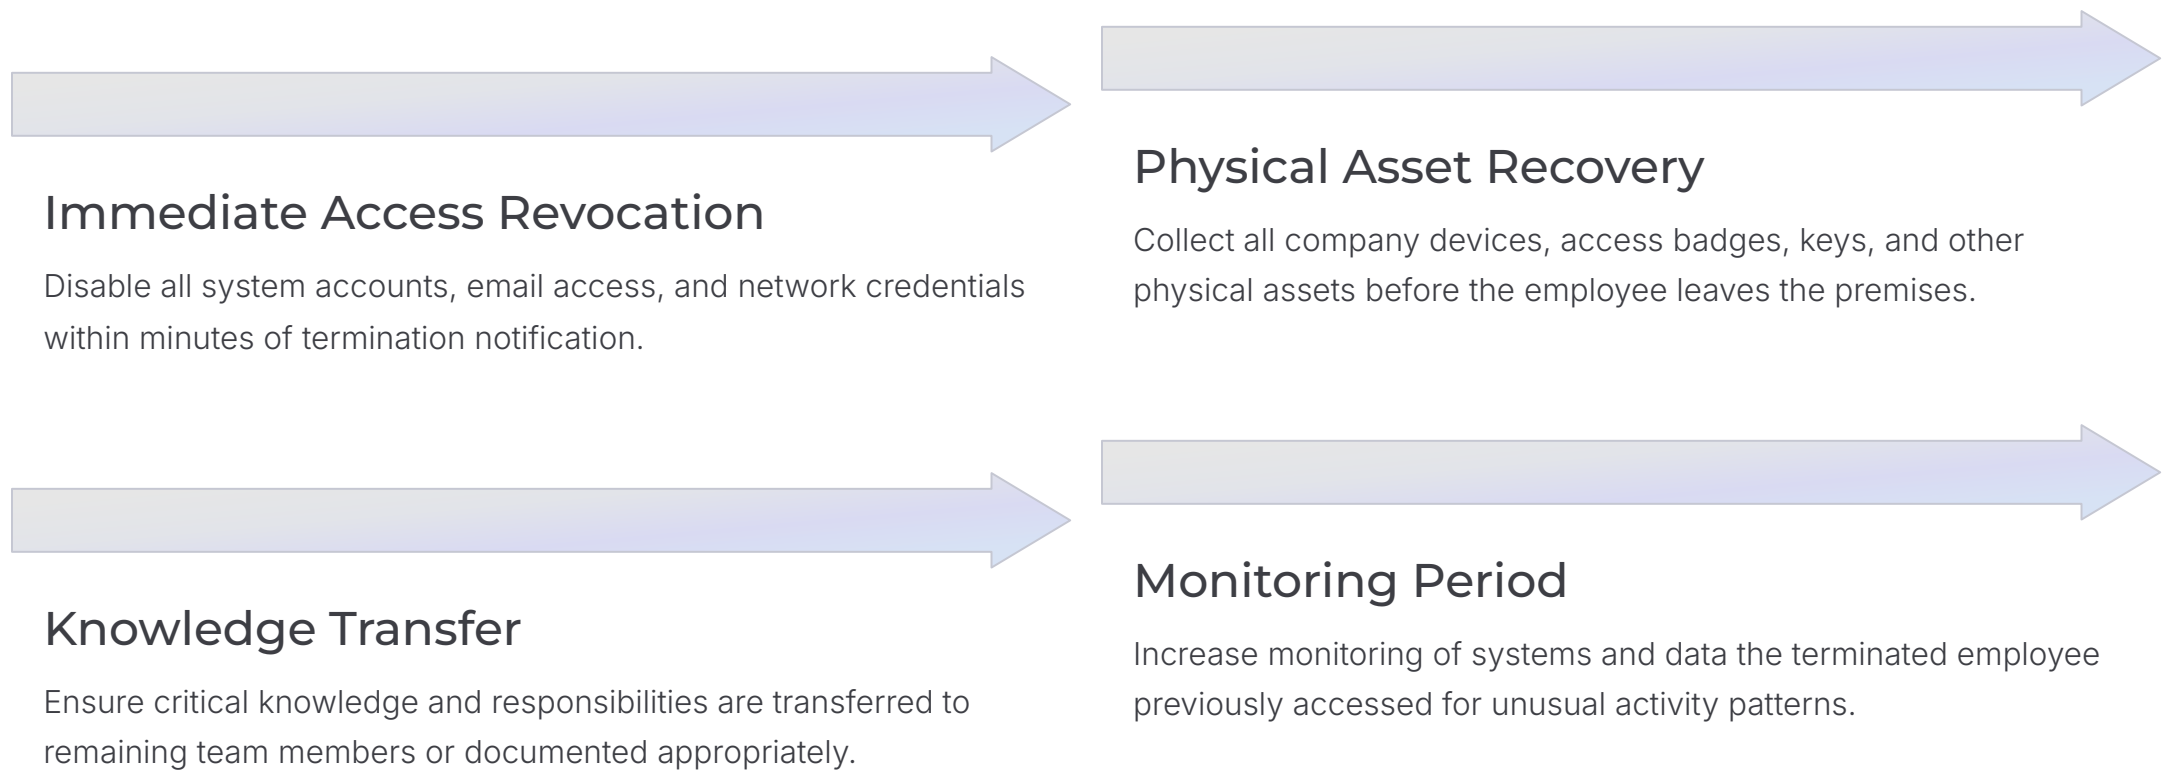 Immediate Access Revocation
Disable all system accounts, email access, and network credentials
within minutes of termination notification.
Physical Asset Recovery
Collect all company devices, access badges, keys, and other
physical assets before the employee leaves the premises.
Knowledge Transfer
Ensure critical knowledge and responsibilities are transferred to
remaining team members or documented appropriately.
Monitoring Period
Increase monitoring of systems and data the terminated employee
previously accessed for unusual activity patterns.